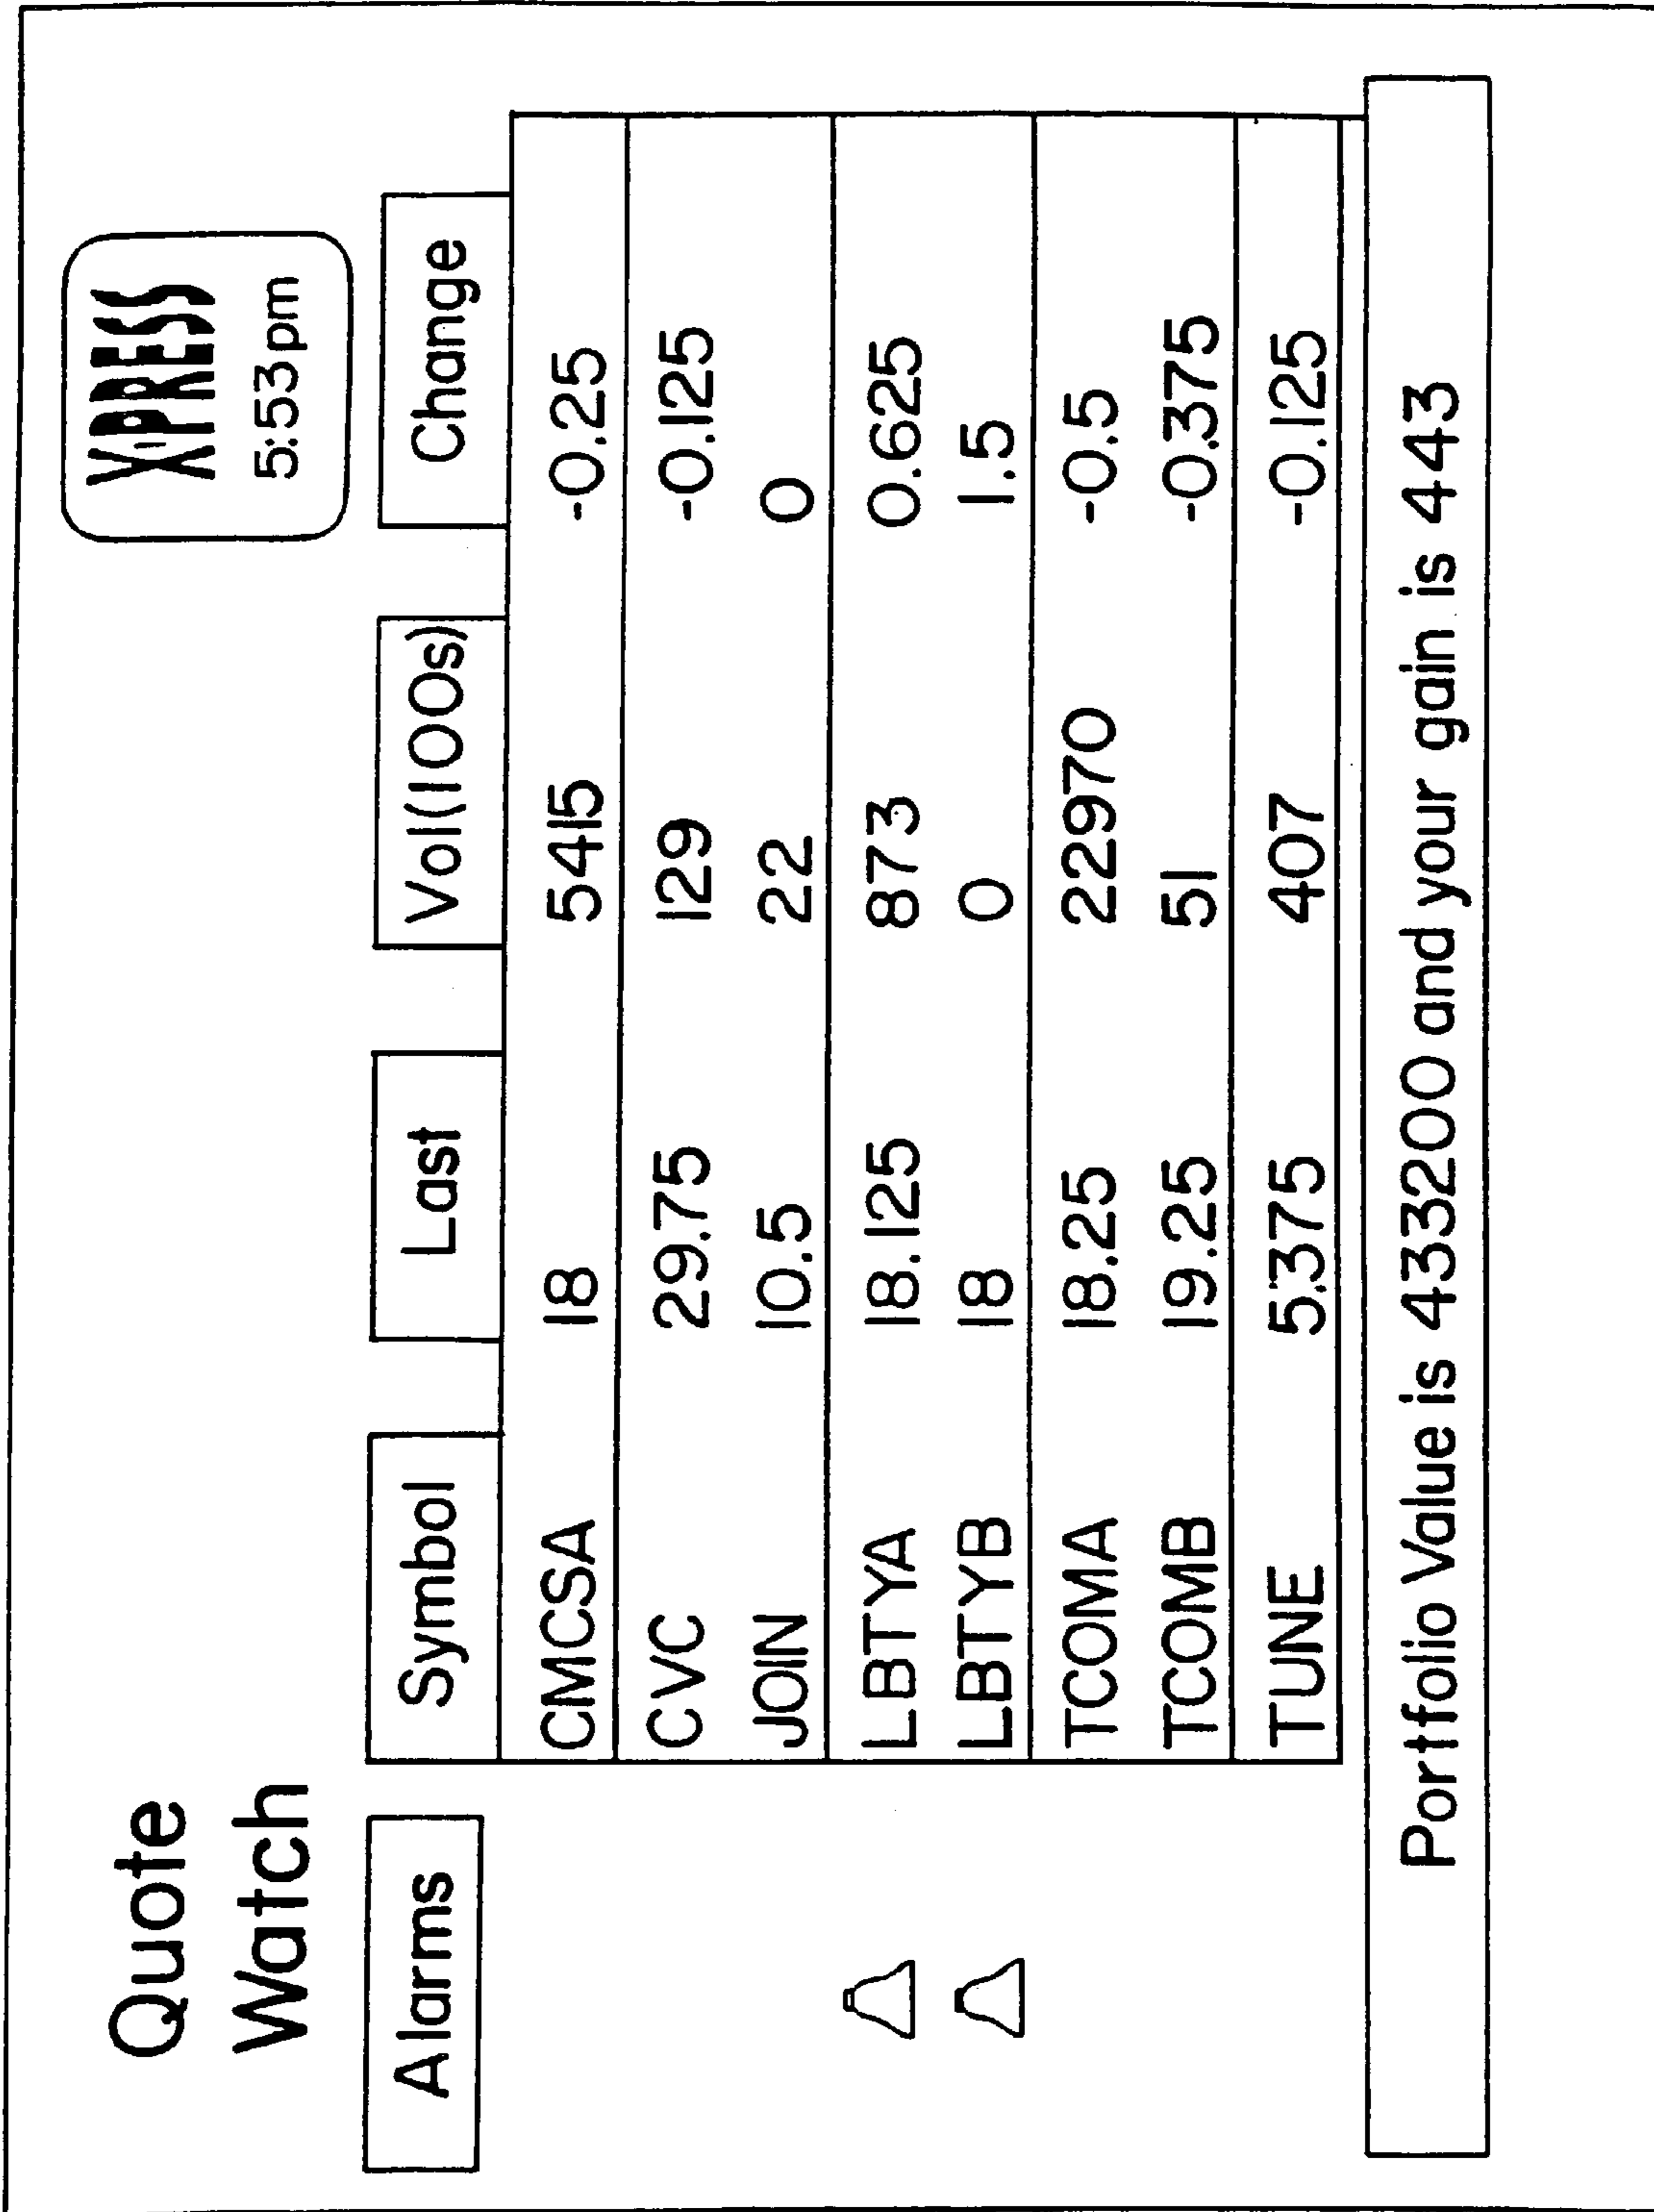 Quote
Watch
XPRESS
5:53pm
Alarms Symbol Last Vol(100s) Change
CMCSA 18 5415 -0.25
CVC 29.75 129 -0.125
JOIN 10.5 22 0
LBTYA 18.125 873 0.625
LBTYB 18 0 1.5
TCOMA 18.25 22970 -0.5
TCOMB 19.25 51 -0.375
TUNE 5.375 407 -0.125
Portfolio Value is 433200 and your gain is 443